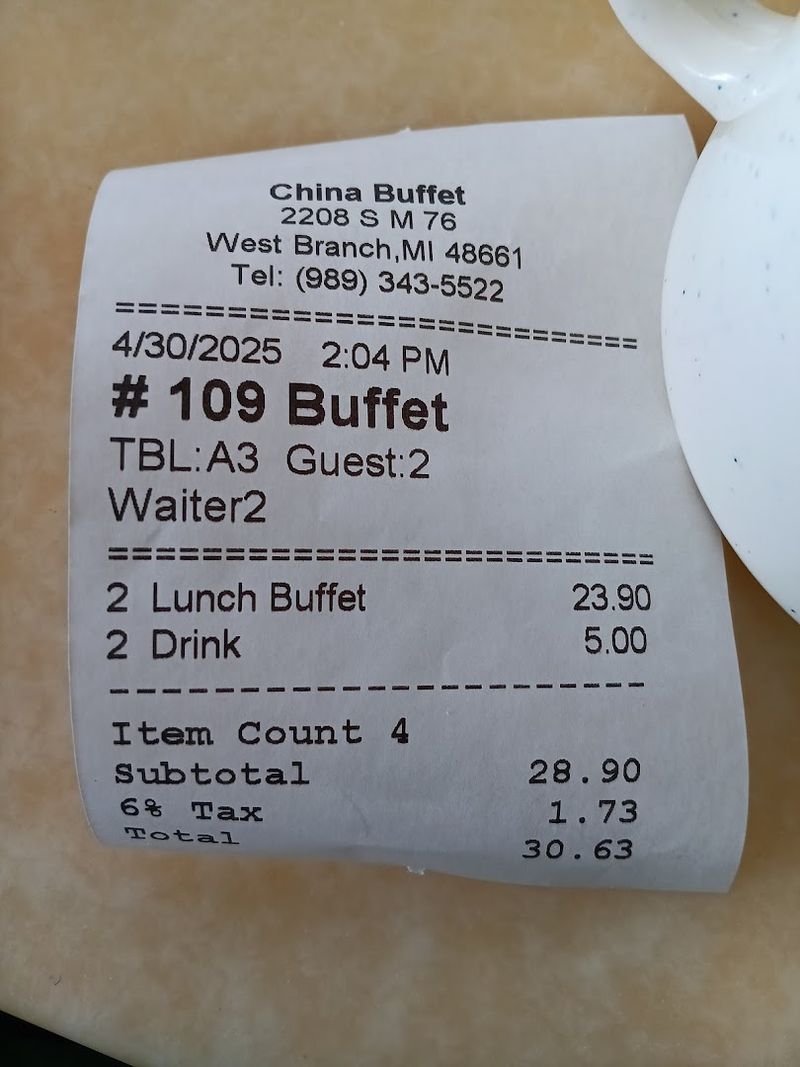 China Buffet
2208 S M 76
West Branch,MI 48661
Tel: (989) 343-5522
===========================
4/30/2025 2:04 PM
# 109 Buffet
TBL:A3 Guest:2
Waiter2
===========================
2 Lunch Buffet 23.90
2 Drink 5.00
------------------------
Item Count 4
Subtotal 28.90
6% Tax 1.73
Total 30.63